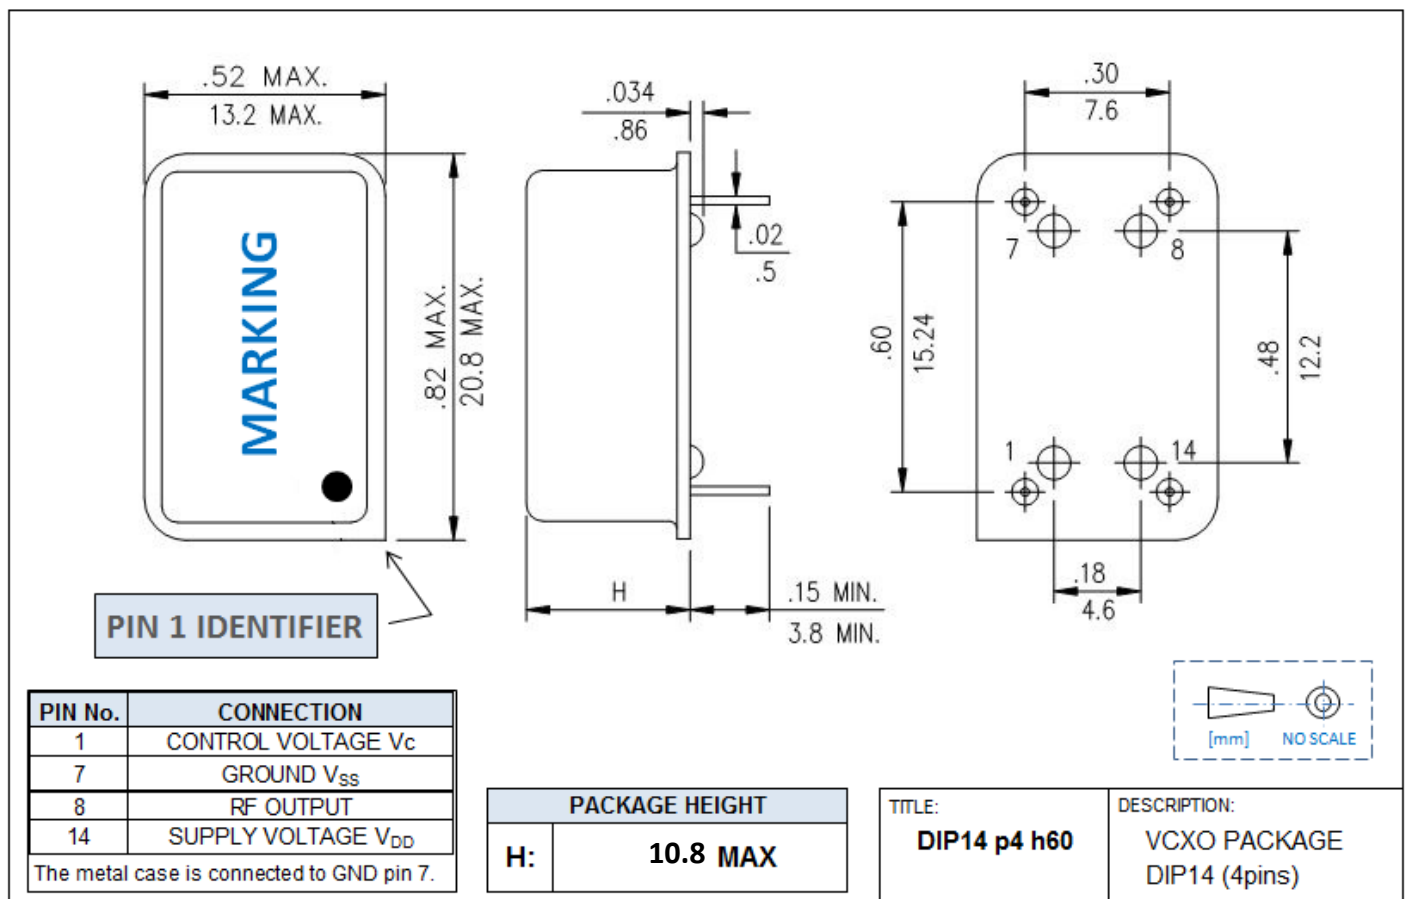 .52 MAX.
13.2 MAX.
.82 MAX.
20.8 MAX.
MARKING
PIN 1 IDENTIFIER
.034
.86
.02
.5
H
.15 MIN.
3.8 MIN.
.30
7.6
7
8
.60
15.24
.48
12.2
1
14
.18
4.6
[mm] NO SCALE
PIN No. CONNECTION
1 CONTROL VOLTAGE Vc
7 GROUND VSS
8 RF OUTPUT
14 SUPPLY VOLTAGE VDD
The metal case is connected to GND pin 7.
PACKAGE HEIGHT
H: 10.8 MAX
TITLE:
DIP14 p4 h60
DESCRIPTION:
VCXO PACKAGE
DIP14 (4pins)